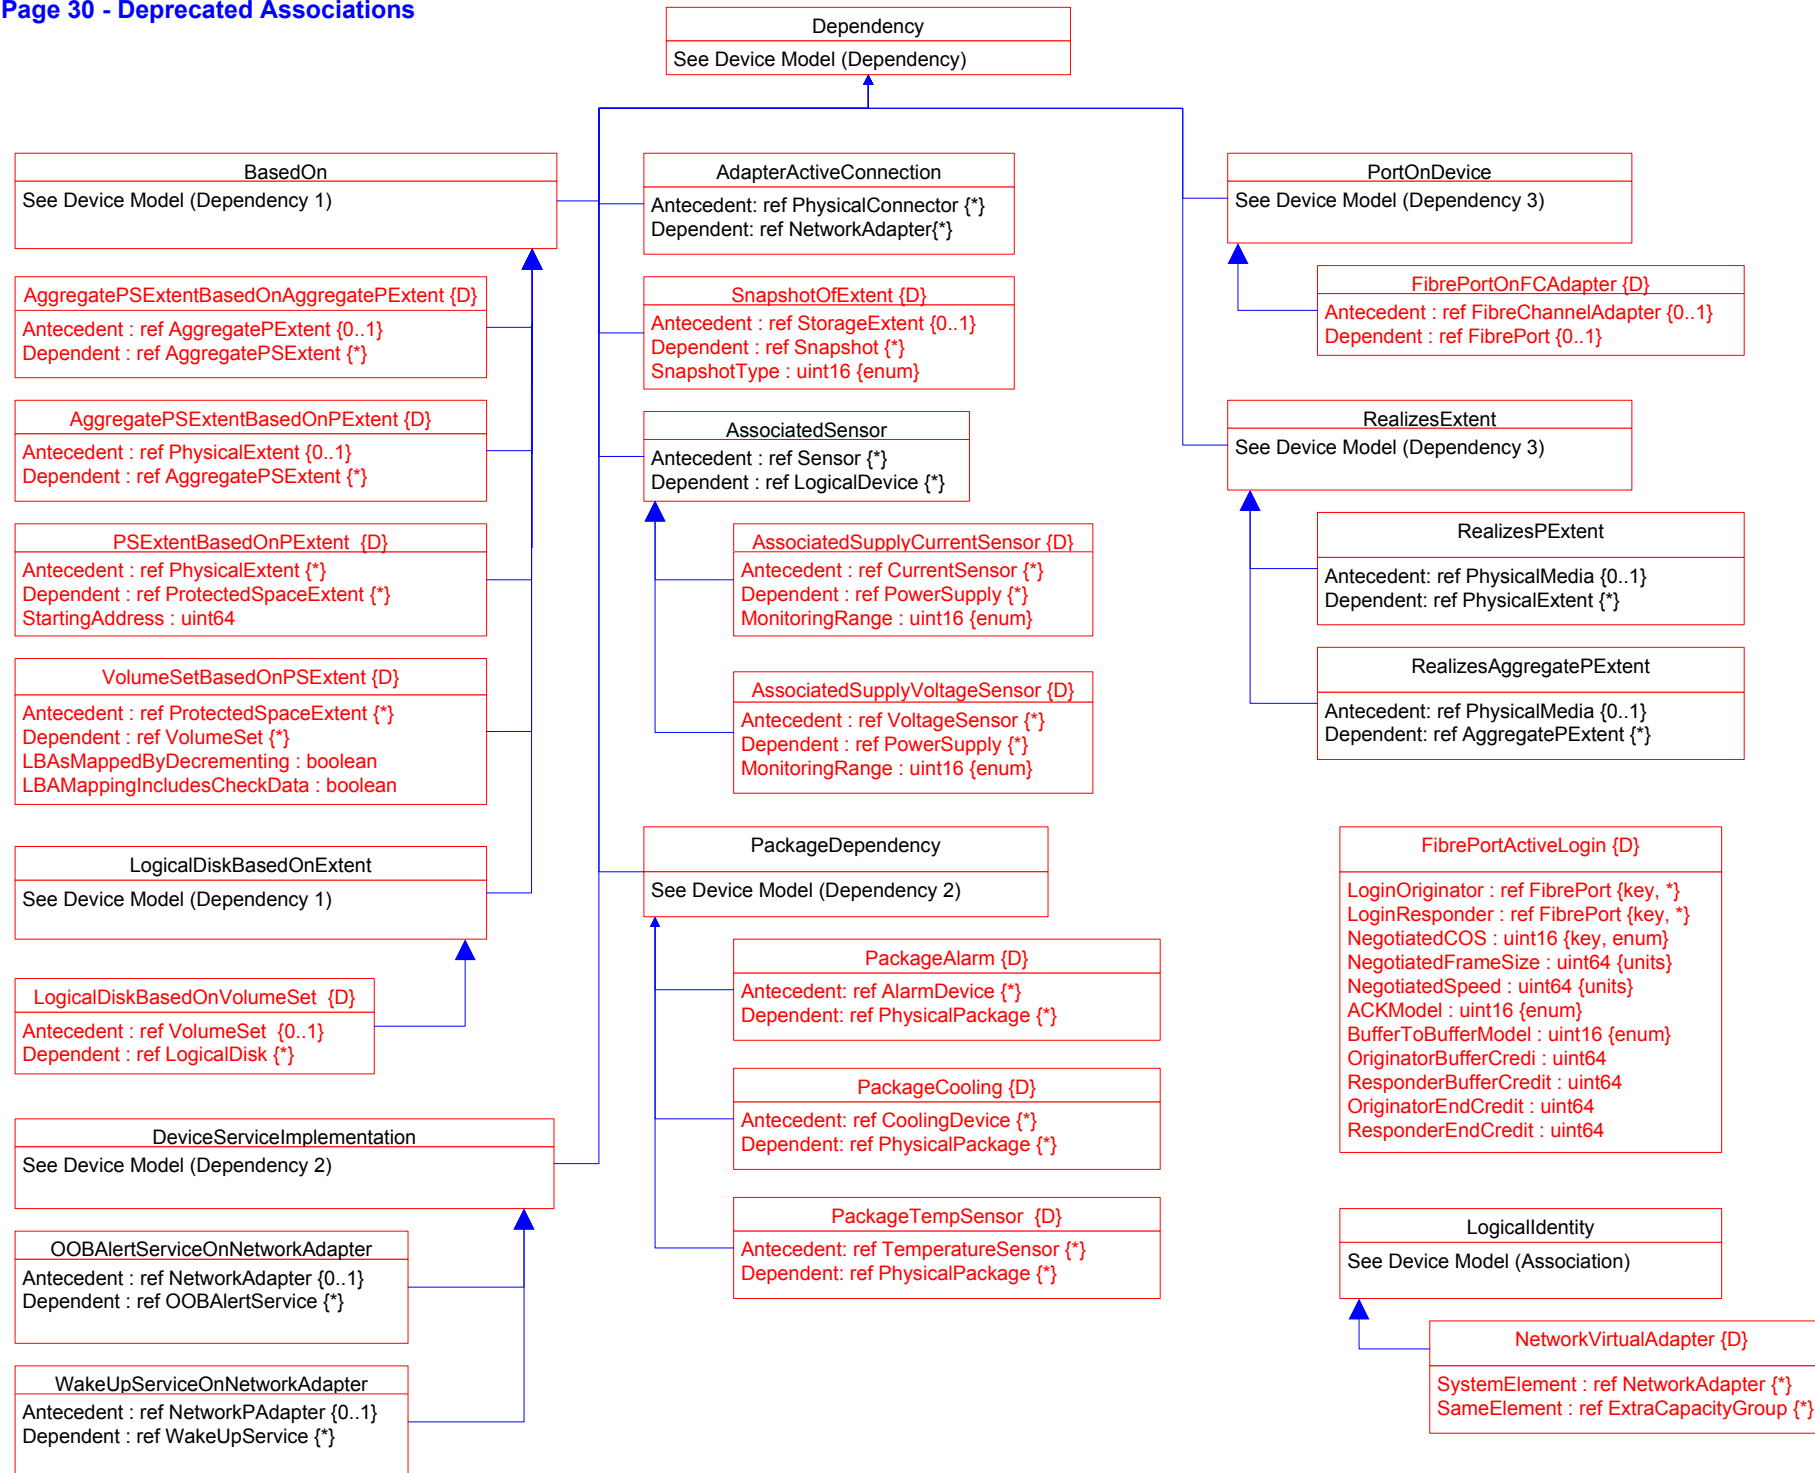 Page 30 - Deprecated Associations
Dependency
See Device Model (Dependency)
BasedOn
See Device Model (Dependency 1)
AggregatePSExtentBasedOnAggregatePExtent {D}
Antecedent : ref AggregatePExtent {0..1}
Dependent : ref AggregatePSExtent {*}
AggregatePSExtentBasedOnPExtent {D}
Antecedent : ref PhysicalExtent {0..1}
Dependent : ref AggregatePSExtent {*}
PSExtentBasedOnPExtent {D}
Antecedent : ref PhysicalExtent {*}
Dependent : ref ProtectedSpaceExtent {*}
StartingAddress : uint64
VolumeSetBasedOnPSExtent {D}
Antecedent : ref ProtectedSpaceExtent {*}
Dependent : ref VolumeSet {*}
LBAsMappedByDecrementing : boolean
LBAMappingIncludesCheckData : boolean
LogicalDiskBasedOnExtent
See Device Model (Dependency 1)
LogicalDiskBasedOnVolumeSet {D}
Antecedent : ref VolumeSet {0..1}
Dependent : ref LogicalDisk {*}
DeviceServiceImplementation
See Device Model (Dependency 2)
OOBAlertServiceOnNetworkAdapter
Antecedent : ref NetworkAdapter {0..1}
Dependent : ref OOBAlertService {*}
WakeUpServiceOnNetworkAdapter
Antecedent : ref NetworkPAdapter {0..1}
Dependent : ref WakeUpService {*}
AdapterActiveConnection
Antecedent: ref PhysicalConnector {*}
Dependent: ref NetworkAdapter{*}
SnapshotOfExtent {D}
Antecedent : ref StorageExtent {0..1}
Dependent : ref Snapshot {*}
SnapshotType : uint16 {enum}
AssociatedSensor
Antecedent : ref Sensor {*}
Dependent : ref LogicalDevice {*}
AssociatedSupplyCurrentSensor {D}
Antecedent : ref CurrentSensor {*}
Dependent : ref PowerSupply {*}
MonitoringRange : uint16 {enum}
AssociatedSupplyVoltageSensor {D}
Antecedent : ref VoltageSensor {*}
Dependent : ref PowerSupply {*}
MonitoringRange : uint16 {enum}
PackageDependency
See Device Model (Dependency 2)
PackageAlarm {D}
Antecedent: ref AlarmDevice {*}
Dependent: ref PhysicalPackage {*}
PackageCooling {D}
Antecedent: ref CoolingDevice {*}
Dependent: ref PhysicalPackage {*}
PackageTempSensor {D}
Antecedent: ref TemperatureSensor {*}
Dependent: ref PhysicalPackage {*}
PortOnDevice
See Device Model (Dependency 3)
FibrePortOnFCAdapter {D}
Antecedent : ref FibreChannelAdapter {0..1}
Dependent : ref FibrePort {0..1}
RealizesExtent
See Device Model (Dependency 3)
RealizesPExtent
Antecedent: ref PhysicalMedia {0..1}
Dependent: ref PhysicalExtent {*}
RealizesAggregatePExtent
Antecedent: ref PhysicalMedia {0..1}
Dependent: ref AggregatePExtent {*}
FibrePortActiveLogin {D}
LoginOriginator : ref FibrePort {key, *}
LoginResponder : ref FibrePort {key, *}
NegotiatedCOS : uint16 {key, enum}
NegotiatedFrameSize : uint64 {units}
NegotiatedSpeed : uint64 {units}
ACKModel : uint16 {enum}
BufferToBufferModel : uint16 {enum}
OriginatorBufferCredi : uint64
ResponderBufferCredit : uint64
OriginatorEndCredit : uint64
ResponderEndCredit : uint64
LogicalIdentity
See Device Model (Association)
NetworkVirtualAdapter {D}
SystemElement : ref NetworkAdapter {*}
SameElement : ref ExtraCapacityGroup {*}